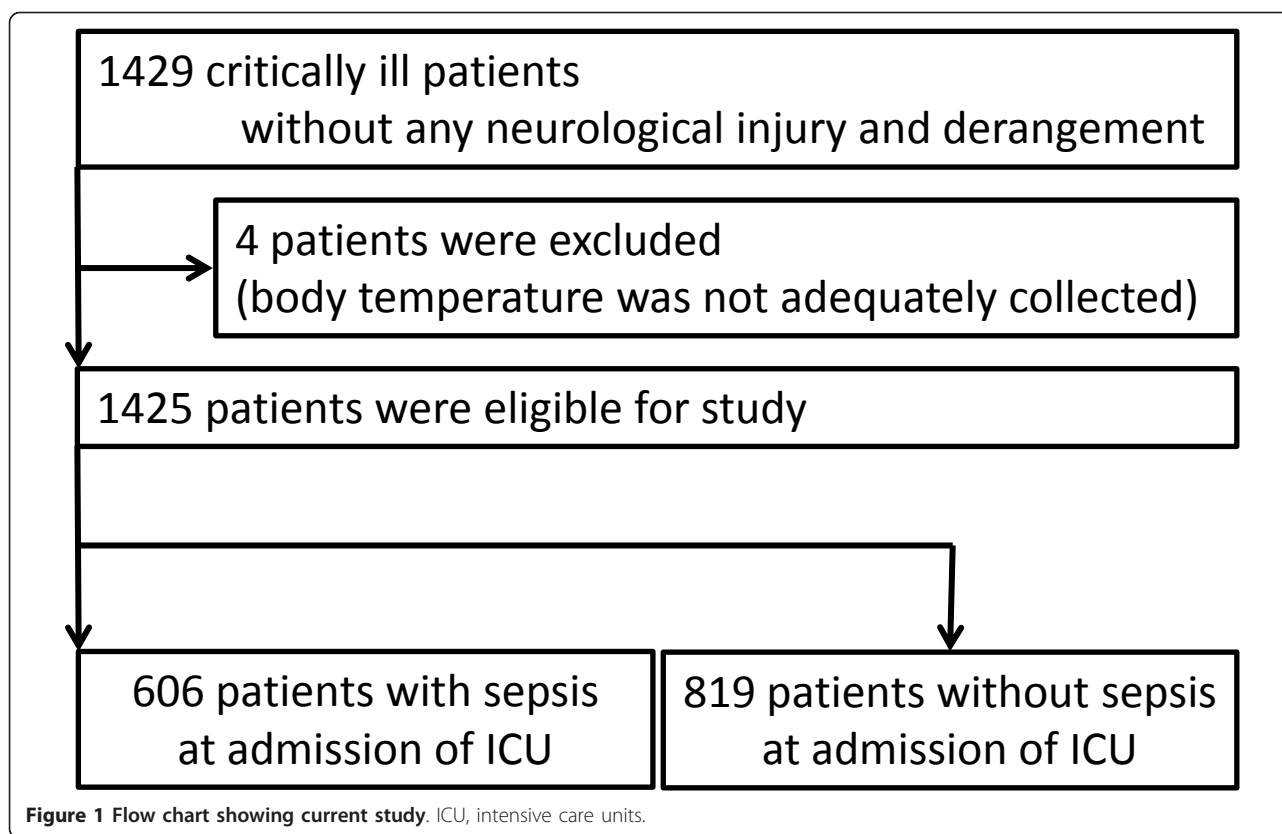 1429 critically ill patients
without any neurological injury and derangement
4 patients were excluded
(body temperature was not adequately collected)
1425 patients were eligible for study
606 patients with sepsis
at admission of ICU
819 patients without sepsis
at admission of ICU
Figure 1 Flow chart showing current study. ICU, intensive care units.